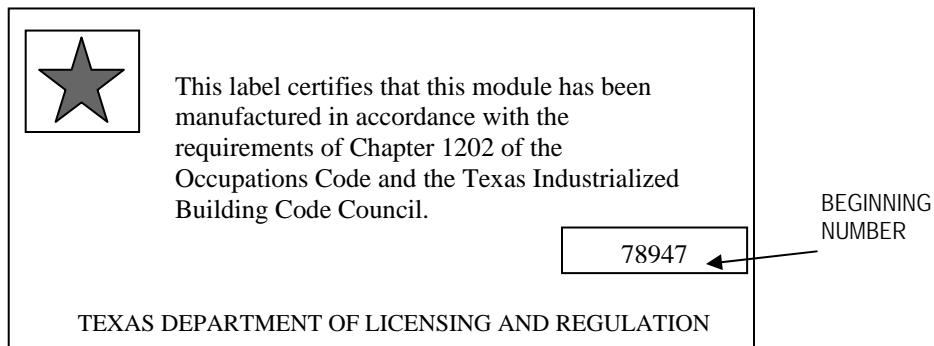 This label certifies that this module has been
manufactured in accordance with the
requirements of Chapter 1202 of the
Occupations Code and the Texas Industrialized
Building Code Council.
BEGINNING
NUMBER
78947
TEXAS DEPARTMENT OF LICENSING AND REGULATION